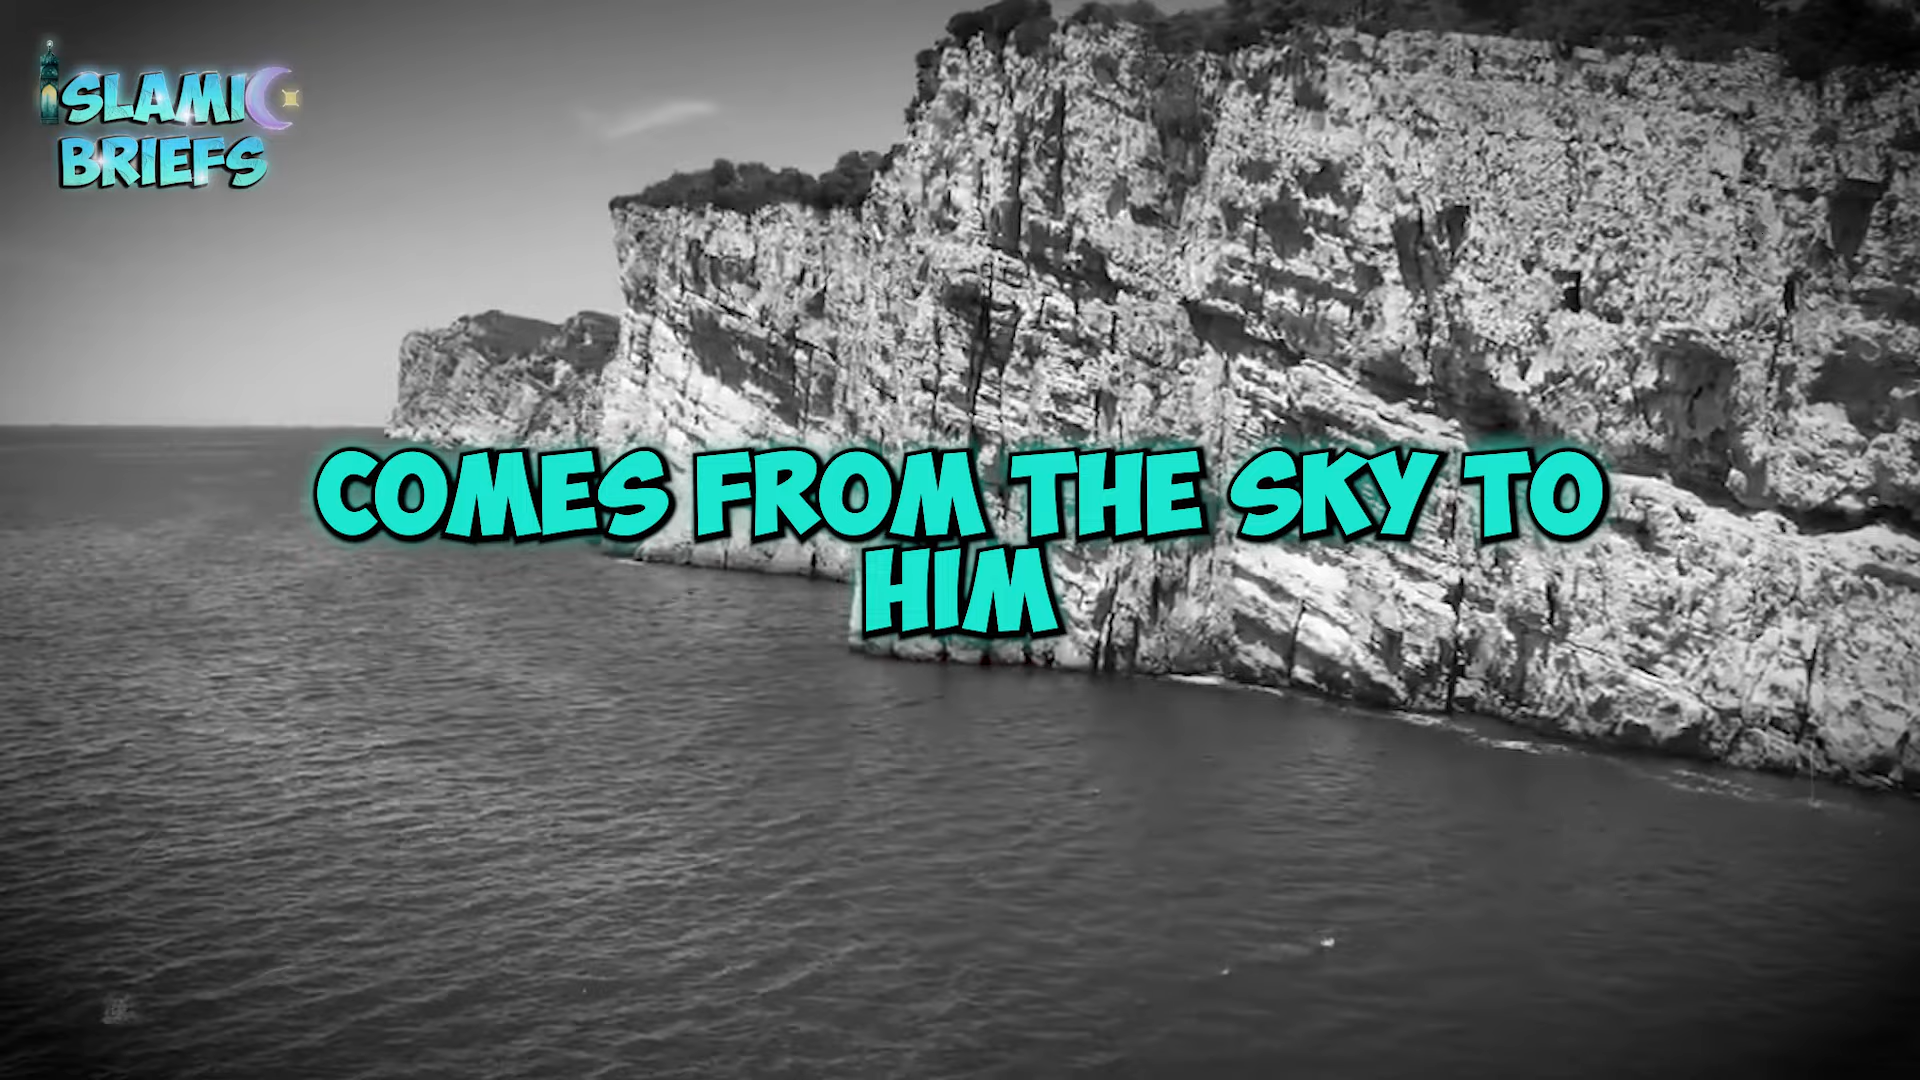 ISLAMIC
BRIEFS
COMES FROM THE SKY TO
HIM